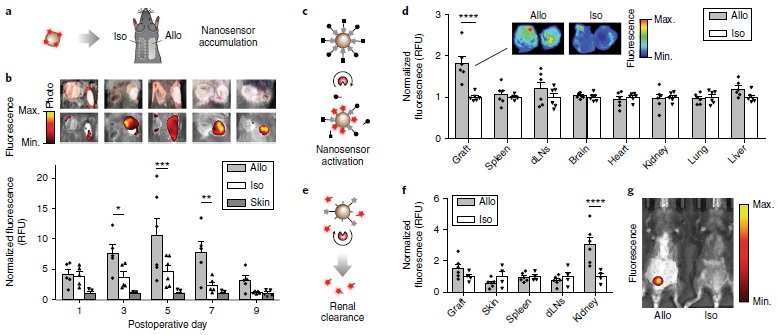 a
Iso
Allo
Nanosensor
accumulation
b
Fluorescence
Max.
Min.
Photo
Normalized fluorescence
(RFU)
20
15
10
5
0
*
***
**
Allo
Iso
Skin
1
3
5
7
9
Postoperative day
c
Nanosensor
activation
e
Renal
clearance
d
Normalized
fluoresmece (RFU)
3
2
1
0
****
Allo
Iso
Fluorescence
Max.
Min.
Allo
Iso
Graft
Spleen
dLNs
Brain
Heart
Kidney
Lung
Liver
f
Normalized
fluoresmece (RFU)
6
4
2
0
Allo
Iso
****
Graft
Skin
Spleen
dLNs
Kidney
g
Fluorescence
Max.
Min.
Allo
Iso